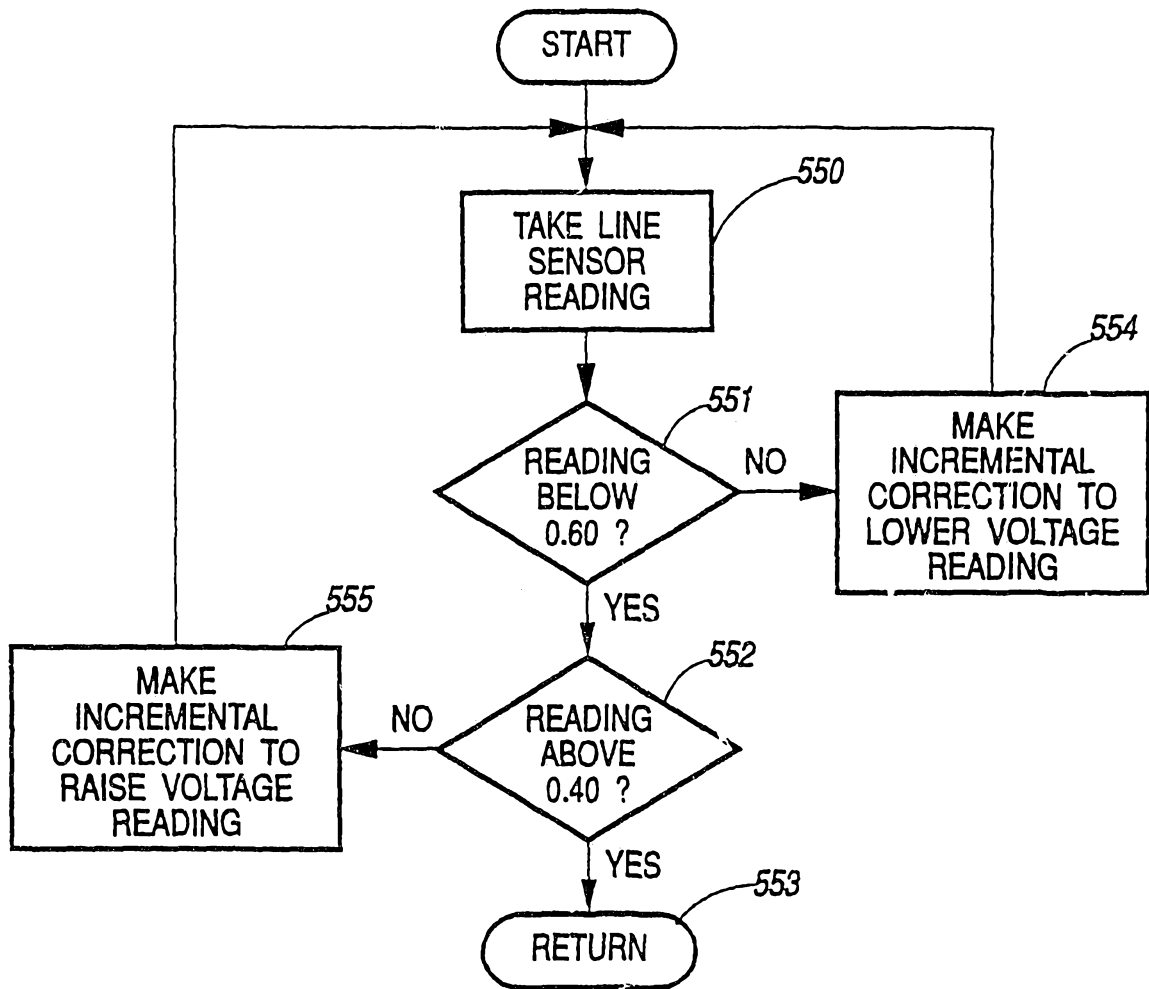 START
550
TAKE LINE
SENSOR
READING
551
READING
BELOW
0.60 ?
NO
554
MAKE
INCREMENTAL
CORRECTION TO
LOWER VOLTAGE
READING
YES
552
READING
ABOVE
0.40 ?
NO
555
MAKE
INCREMENTAL
CORRECTION TO
RAISE VOLTAGE
READING
YES
553
RETURN